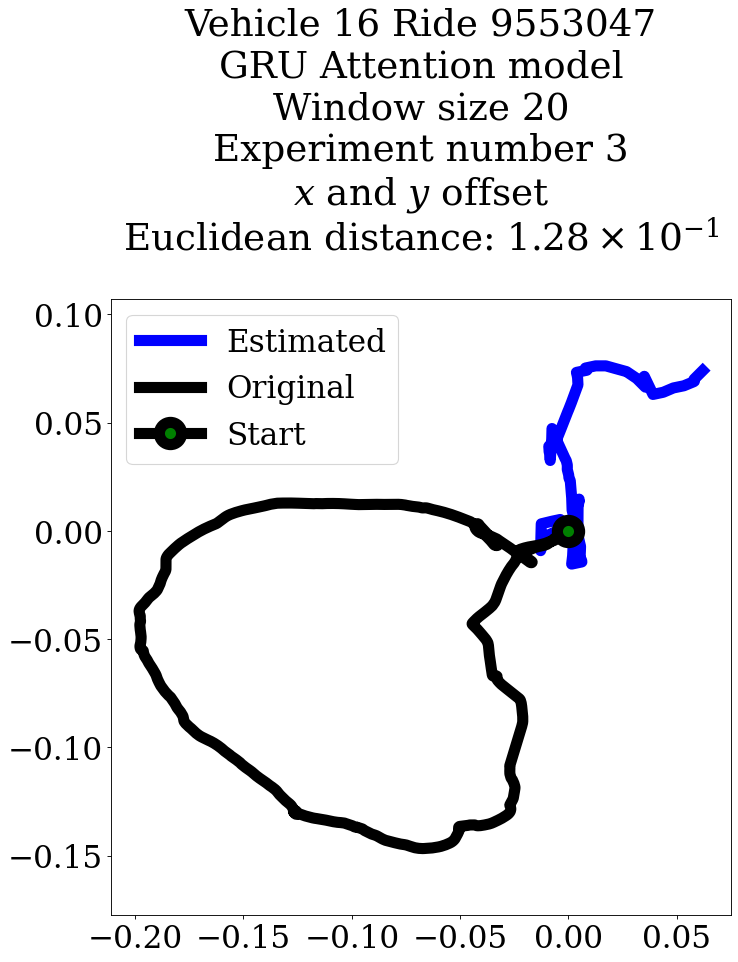 Vehicle 16 Ride 9553047
GRU Attention model
Window size 20
Experiment number 3
x and y offset
Euclidean distance: 1.28 × 10⁻¹
Estimated
Original
Start
0.10
0.05
0.00
−0.05
−0.10
−0.15
−0.20 −0.15 −0.10 −0.05 0.00 0.05